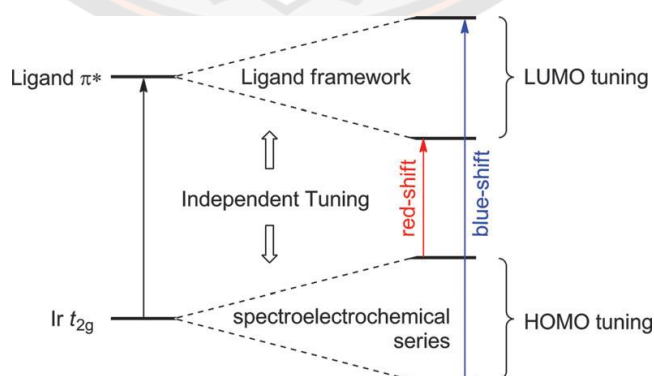 Ligand π*
Ligand framework
LUMO tuning
Independent Tuning
red-shift
blue-shift
Ir t2g
spectroelectrochemical
series
HOMO tuning